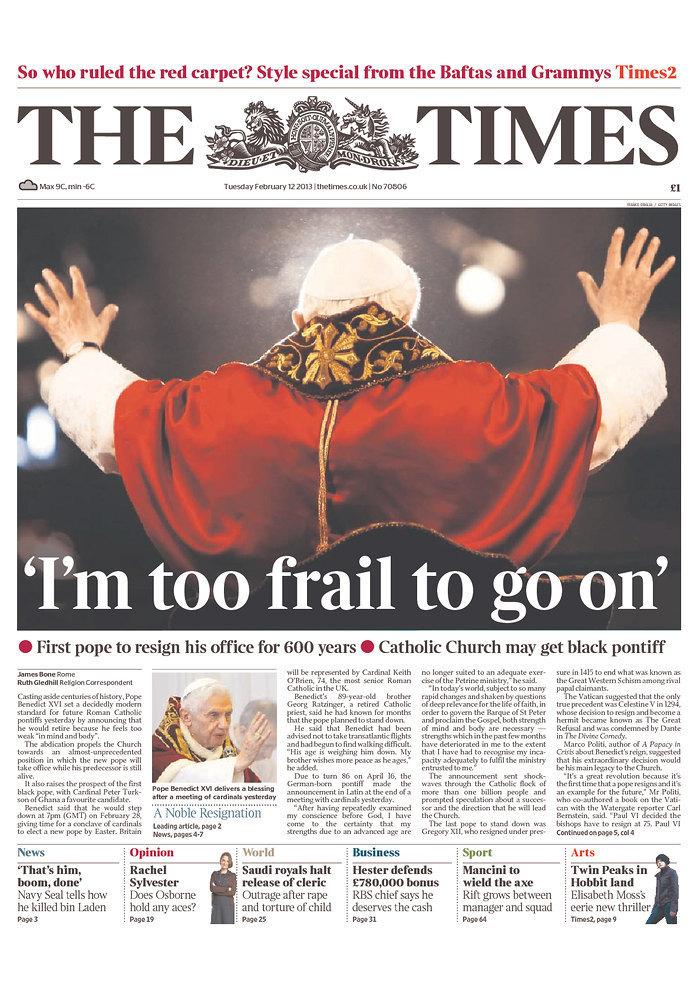 So who ruled the red carpet? Style special from the Baftas and Grammys Times2
THE TIMES
DIEU·ET MON·DROIT
Max 9C, min -6C
Tuesday February 12 2013 | thetimes.co.uk | No 70806
£1
‘I’m too frail to go on’
First pope to resign his office for 600 years
Catholic Church may get black pontiff
James Bone Rome
Ruth Gledhill Religion Correspondent
Casting aside centuries of history, Pope
Benedict XVI set a decidedly modern
standard for future Roman Catholic
pontiffs yesterday by announcing that
he would retire because he feels too
weak “in mind and body”.
The abdication propels the Church
towards an almost-unprecedented
position in which the new pope will
take office while his predecessor is still
alive.
It also raises the prospect of the first
black pope, with Cardinal Peter Turk-
son of Ghana a favourite candidate.
Benedict said that he would step
down at 7pm (GMT) on February 28,
giving time for a conclave of cardinals
to elect a new pope by Easter. Britain
Pope Benedict XVI delivers a blessing
after a meeting of cardinals yesterday
A Noble Resignation
Leading article, page 2
News, pages 4-7
will be represented by Cardinal Keith
O’Brien, 74, the most senior Roman
Catholic in the UK.
Benedict’s 89-year-old brother
Georg Ratzinger, a retired Catholic
priest, said he had known for months
that the pope planned to stand down.
He said that Benedict had been
advised not to take transatlantic flights
and had begun to find walking difficult.
“His age is weighing him down. My
brother wishes more peace as he ages,”
he added.
Due to turn 86 on April 16, the
German-born pontiff made the
announcement in Latin at the end of a
meeting with cardinals yesterday.
“After having repeatedly examined
my conscience before God, I have
come to the certainty that my
strengths due to an advanced age are
no longer suited to an adequate exer-
cise of the Petrine ministry,” he said.
“In today’s world, subject to so many
rapid changes and shaken by questions
of deep relevance for the life of faith, in
order to govern the Barque of St Peter
and proclaim the Gospel, both strength
of mind and body are necessary —
strengths which in the past few months
have deteriorated in me to the extent
that I have had to recognise my inca-
pacity adequately to fulfil the ministry
entrusted to me.”
The announcement sent shock-
waves through the Catholic flock of
more than one billion people and
prompted speculation about a succes-
sor and the direction that he will lead
the Church.
The last pope to stand down was
Gregory XII, who resigned under pres-
sure in 1415 to end what was known as
the Great Western Schism among rival
papal claimants.
The Vatican suggested that the only
true precedent was Celestine V in 1294,
whose decision to resign and become a
hermit became known as The Great
Refusal and was condemned by Dante
in The Divine Comedy.
Marco Politi, author of A Papacy in
Crisis about Benedict’s reign, suggested
that his extraordinary decision would
be his main legacy to the Church.
“It’s a great revolution because it’s
the first time that a pope resigns and it’s
an example for the future,” Mr Politi,
who co-authored a book on the Vati-
can with the Watergate reporter Carl
Bernstein, said. “Paul VI decided the
bishops have to resign at 75. Paul VI
Continued on page 5, col 4
News
‘That’s him,
boom, done’
Navy Seal tells how
he killed bin Laden
Page 3
Opinion
Rachel
Sylvester
Does Osborne
hold any aces?
Page 19
World
Saudi royals halt
release of cleric
Outrage after rape
and torture of child
Page 25
Business
Hester defends
£780,000 bonus
RBS chief says he
deserves the cash
Page 31
Sport
Mancini to
wield the axe
Rift grows between
manager and squad
Page 64
Arts
Twin Peaks in
Hobbit land
Elisabeth Moss’s
eerie new thriller
Times2, page 9